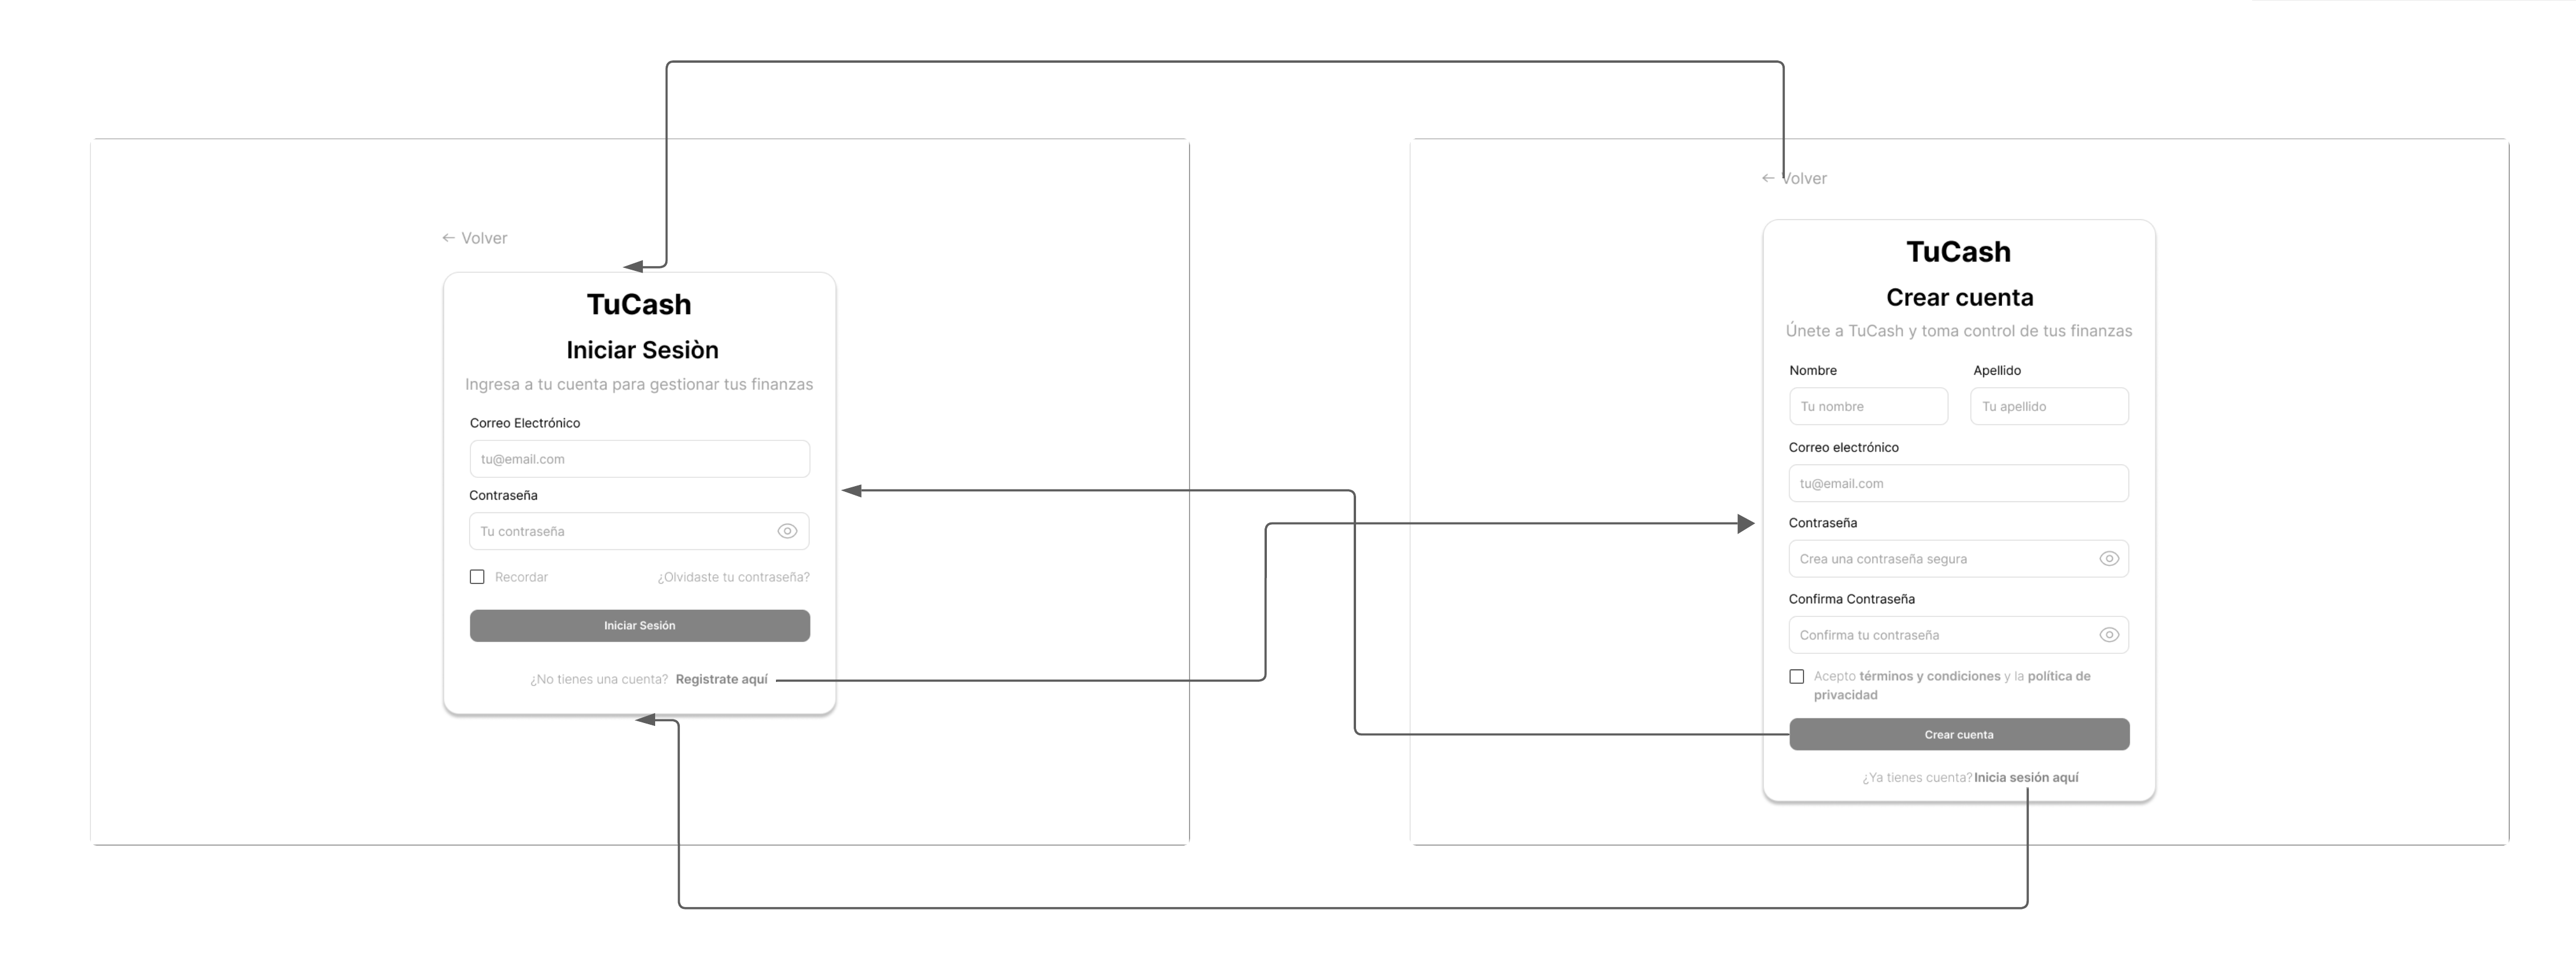 Volver
TuCash
Iniciar Sesiòn
Ingresa a tu cuenta para gestionar tus finanzas
Correo Electrónico
tu@email.com
Contraseña
Tu contraseña
Recordar
¿Olvidaste tu contraseña?
Iniciar Sesión
¿No tienes una cuenta? Registrate aquí
Volver
TuCash
Crear cuenta
Únete a TuCash y toma control de tus finanzas
Nombre
Apellido
Tu nombre
Tu apellido
Correo electrónico
tu@email.com
Contraseña
Crea una contraseña segura
Confirma Contraseña
Confirma tu contraseña
Acepto términos y condiciones y la política de
privacidad
Crear cuenta
¿Ya tienes cuenta? Inicia sesión aquí